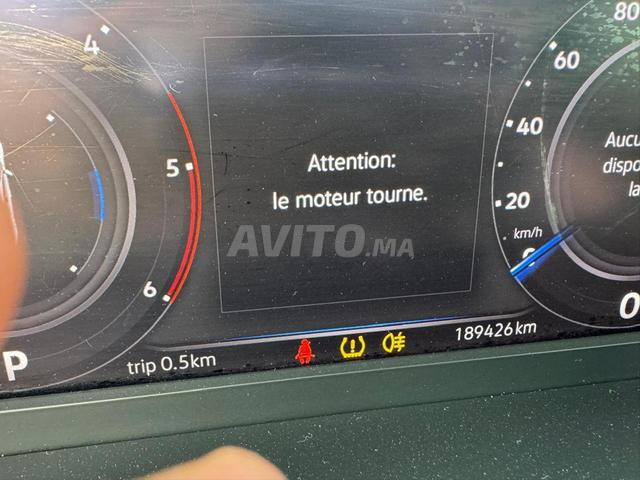 4
5
6
P
Attention:
le moteur tourne.
AVITO.MA
80
60
40
20
km/h
0
Aucu
dispo
la
0
trip 0.5km
189426km